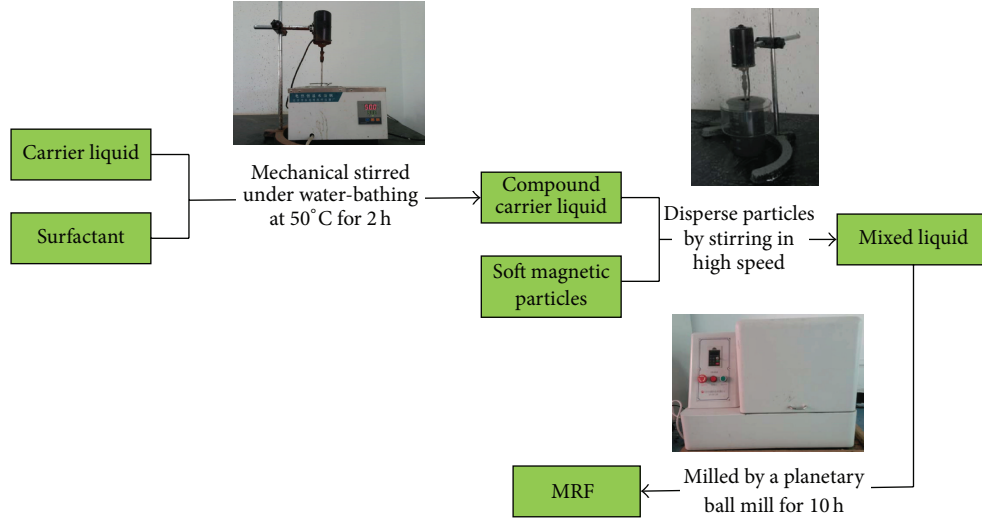 Carrier liquid
Surfactant
Mechanical stirred
under water-bathing
at 50°C for 2 h
Compound
carrier liquid
Soft magnetic
particles
Disperse particles
by stirring in
high speed
Mixed liquid
Milled by a planetary
ball mill for 10 h
MRF